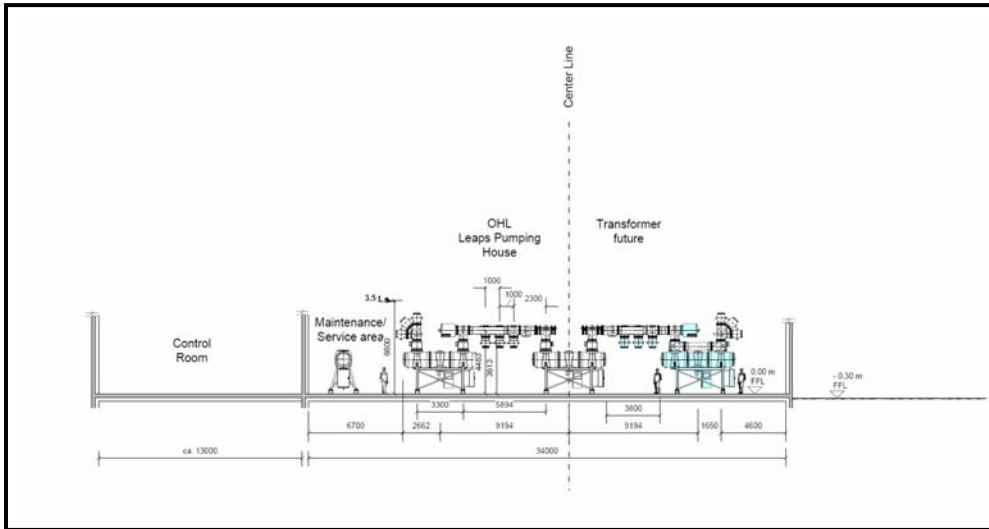 Center Line
OHL
Leaps Pumping
House
Transformer
future
1000
1000
2300
3.5 L
Maintenance/
Service area
Control
Room
6600
4483
3613
0,00 m
FFL
- 0,30 m
FFL
3300
5894
3800
6700
2662
9194
9194
1650
4600
ca. 13000
34000